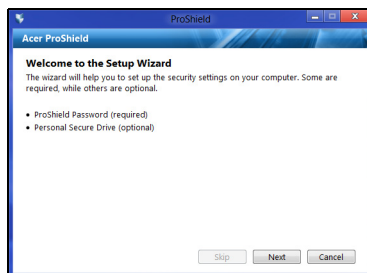 ProShield
Acer ProShield
Welcome to the Setup Wizard
The wizard will help you to set up the security settings on your computer. Some are
required, while others are optional.
• ProShield Password (required)
• Personal Secure Drive (optional)
Skip Next Cancel